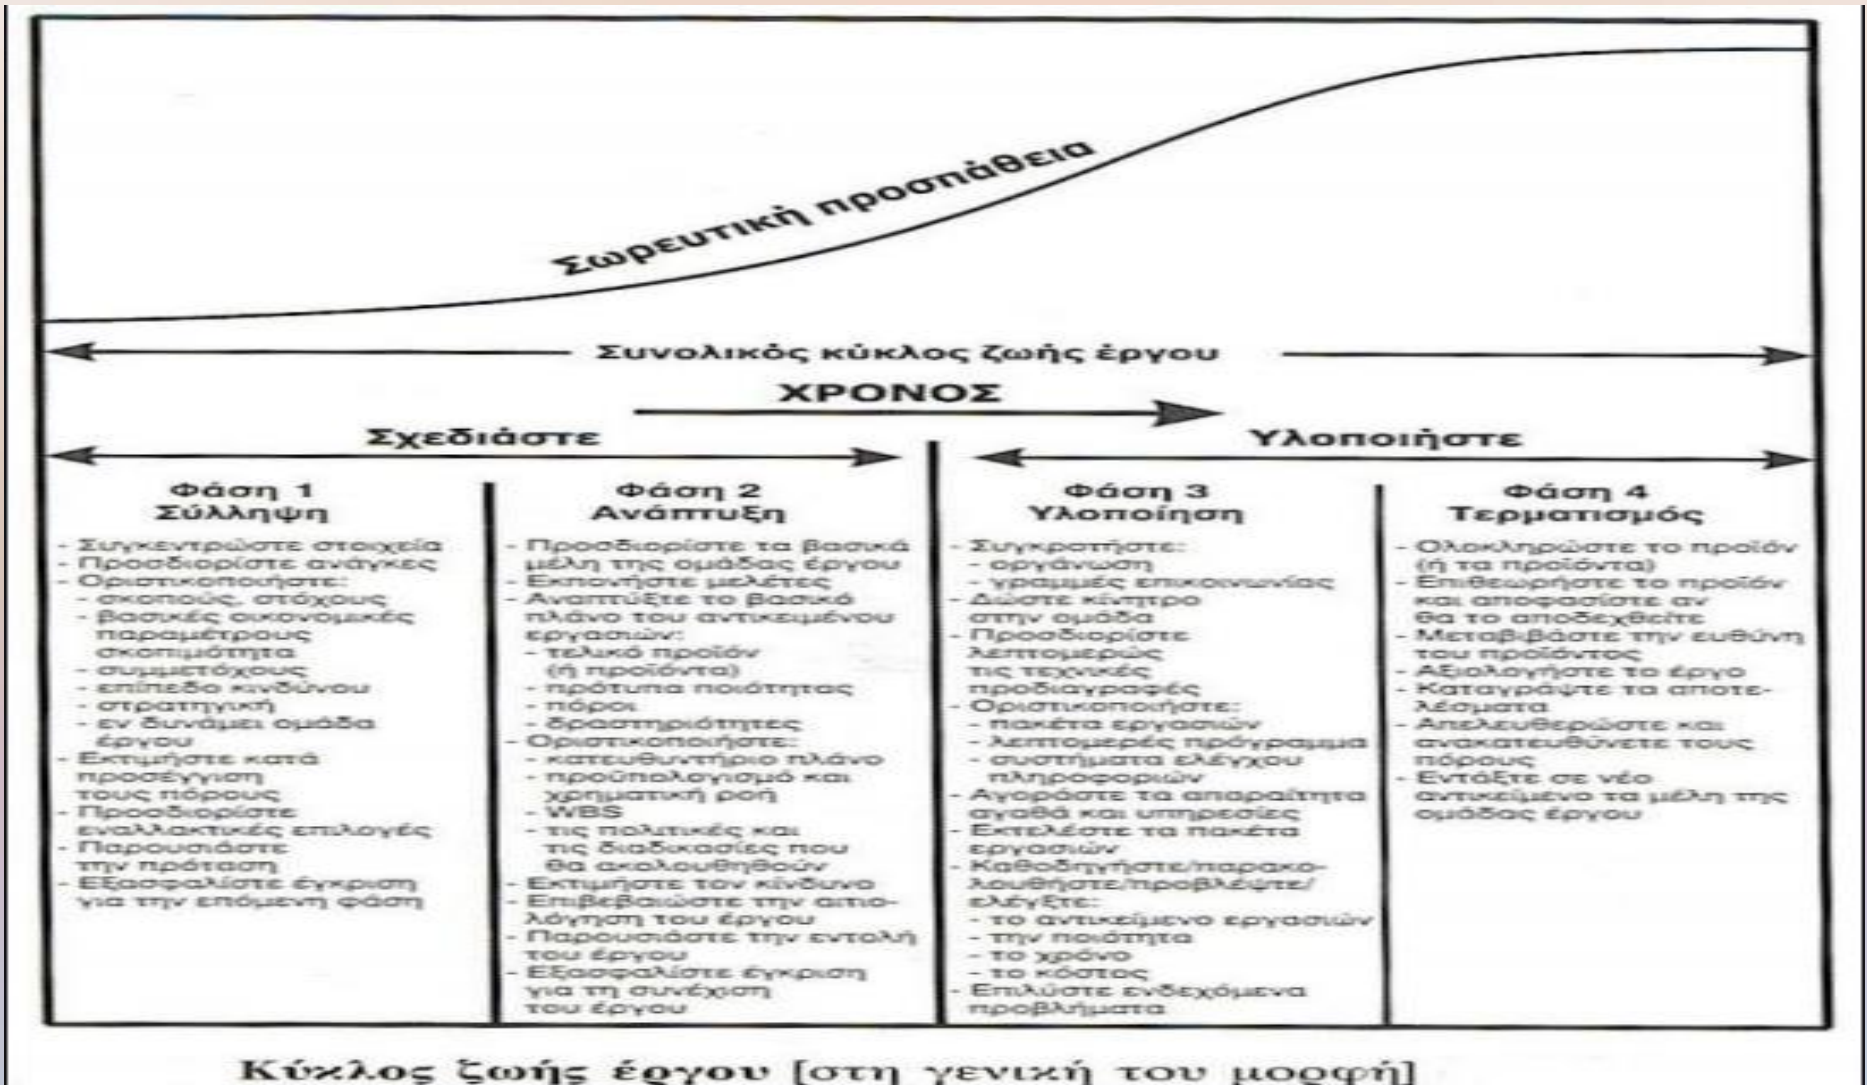 Σωρευτική προσπάθεια
Συνολικός κύκλος ζωής έργου
ΧΡΟΝΟΣ
Σχεδιάστε
Υλοποιήστε
Φάση 1
Σύλληψη
- Συγκεντρώστε στοιχεία
- Προσδιορίστε ανάγκες
- Οριστικοποιήστε:
- σκοπούς, στόχους
- βασικές οικονομικές
παραμέτρους
σκοπιμότητα
- συμμετόχους
- επίπεδο κινδύνου
- στρατηγική
- εν δυνάμει ομάδα
έργου
- Εκτιμήστε κατά
προσέγγιση
τους πόρους
- Προσδιορίστε
εναλλακτικές επιλογές
- Παρουσιάστε
την πρόταση
- Εξασφαλίστε έγκριση
για την επόμενη φάση
Φάση 2
Ανάπτυξη
- Προσδιορίστε τα βασικά
μέλη της ομάδας έργου
- Εκπονήστε μελέτες
- Αναπτύξτε το βασικό
πλάνο του αντικειμένου
εργασιών:
- τελικό προϊόν
(ή προϊόντα)
- πρότυπα ποιότητας
- πόροι
- δραστηριότητες
- Οριστικοποιήστε:
- κατευθυντήριο πλάνο
- προϋπολογισμό και
χρηματική ροή
- WBS
- τις πολιτικές και
τις διαδικασίες που
θα ακολουθηθούν
- Εκτιμήστε τον κίνδυνο
- Επιβεβαιώστε την αιτιο-
λόγηση του έργου
- Παρουσιάστε την εντολή
του έργου
- Εξασφαλίστε έγκριση
για τη συνέχιση
του έργου
Φάση 3
Υλοποίηση
- Συγκροτήστε:
- οργάνωση
- γραμμές επικοινωνίας
- Δώστε κίνητρο
στην ομάδα
- Προσδιορίστε
λεπτομερώς
τις τεχνικές
προδιαγραφές
- Οριστικοποιήστε:
- πακέτα εργασιών
- λεπτομερές πρόγραμμα
- συστήματα ελέγχου
πληροφοριών
- Αγοράστε τα απαραίτητα
αγαθά και υπηρεσίες
- Εκτελέστε τα πακέτα
εργασιών
- Καθοδηγήστε/παρακο-
λουθήστε/προβλέψτε/
ελέγξτε:
- το αντικείμενο εργασιών
- την ποιότητα
- το χρόνο
- το κόστος
- Επιλύστε ενδεχόμενα
προβλήματα
Φάση 4
Τερματισμός
- Ολοκληρώστε το προϊόν
(ή τα προϊόντα)
- Επιθεωρήστε το προϊόν
και αποφασίστε αν
θα το αποδεχθείτε
- Μεταβιβάστε την ευθύνη
του προϊόντος
- Αξιολογήστε το έργο
- Καταγράψτε τα αποτε-
λέσματα
- Απελευθερώστε και
ανακατευθύνετε τους
πόρους
- Εντάξτε σε νέο
αντικείμενο τα μέλη της
ομάδας έργου
Κύκλος ζωής έργου [στη γενική του μορφή]